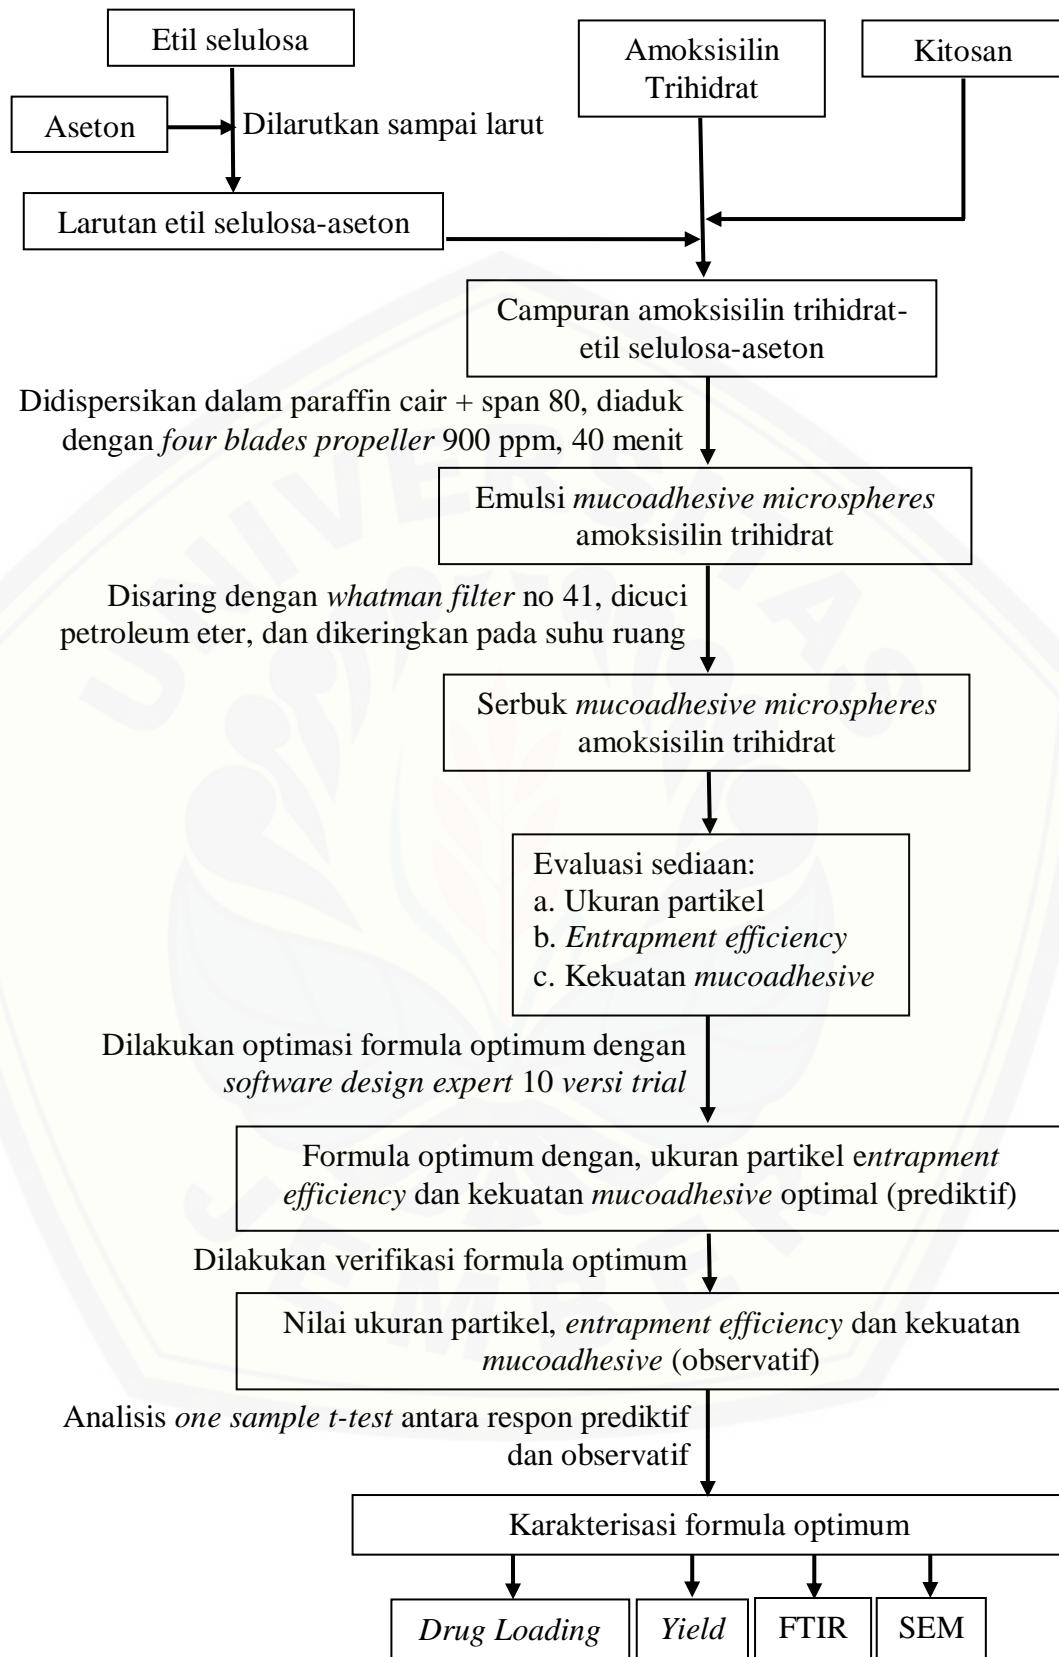 Etil selulosa
Amoksisilin
Trihidrat
Kitosan
Aseton
Dilarutkan sampai larut
Larutan etil selulosa-aseton
Campuran amoksisilin trihidrat-
etil selulosa-aseton
Didispersikan dalam paraffin cair + span 80, diaduk
dengan four blades propeller 900 ppm, 40 menit
Emulsi mucoadhesive microspheres
amoksisilin trihidrat
Disaring dengan whatman filter no 41, dicuci
petroleum eter, dan dikeringkan pada suhu ruang
Serbuk mucoadhesive microspheres
amoksisilin trihidrat
Evaluasi sediaan:
a. Ukuran partikel
b. Entrapment efficiency
c. Kekuatan mucoadhesive
Dilakukan optimasi formula optimum dengan
software design expert 10 versi trial
Formula optimum dengan, ukuran partikel entrapment
efficiency dan kekuatan mucoadhesive optimal (prediktif)
Dilakukan verifikasi formula optimum
Nilai ukuran partikel, entrapment efficiency dan kekuatan
mucoadhesive (observatif)
Analisis one sample t-test antara respon prediktif
dan observatif
Karakterisasi formula optimum
Drug Loading
Yield
FTIR
SEM
UNIVERSITAS
JEMBER